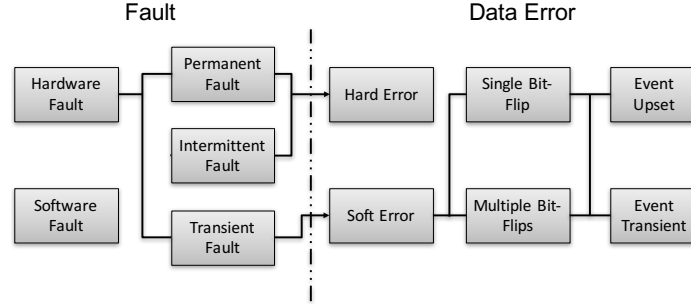 Fault
Data Error
Hardware
Fault
Permanent
Fault
Hard Error
Single Bit-
Flip
Event
Upset
Intermittent
Fault
Software
Fault
Transient
Fault
Soft Error
Multiple Bit-
Flips
Event
Transient